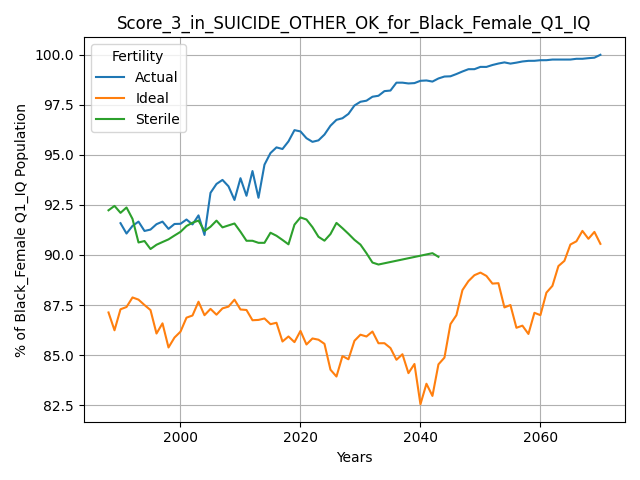 Score_3_in_SUICIDE_OTHER_OK_for_Black_Female_Q1_IQ
Fertility
Actual
Ideal
Sterile
% of Black_Female Q1_IQ Population
100.0
97.5
95.0
92.5
90.0
87.5
85.0
82.5
2000
2020
2040
2060
Years